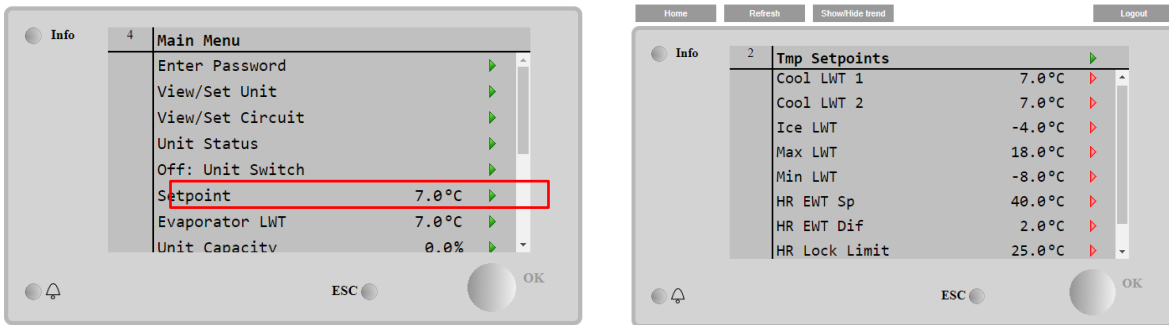 Info
4 Main Menu
Enter Password
View/Set Unit
View/Set Circuit
Unit Status
Off: Unit Switch
Setpoint 7.0°C
Evaporator LWT 7.0°C
Unit Capacity 0.0%
ESC
OK
Home Refresh Show/Hide trend Logout
Info
2 Tmp Setpoints
Cool LWT 1 7.0°C
Cool LWT 2 7.0°C
Ice LWT -4.0°C
Max LWT 18.0°C
Min LWT -8.0°C
HR EWT Sp 40.0°C
HR EWT Dif 2.0°C
HR Lock Limit 25.0°C
ESC
OK